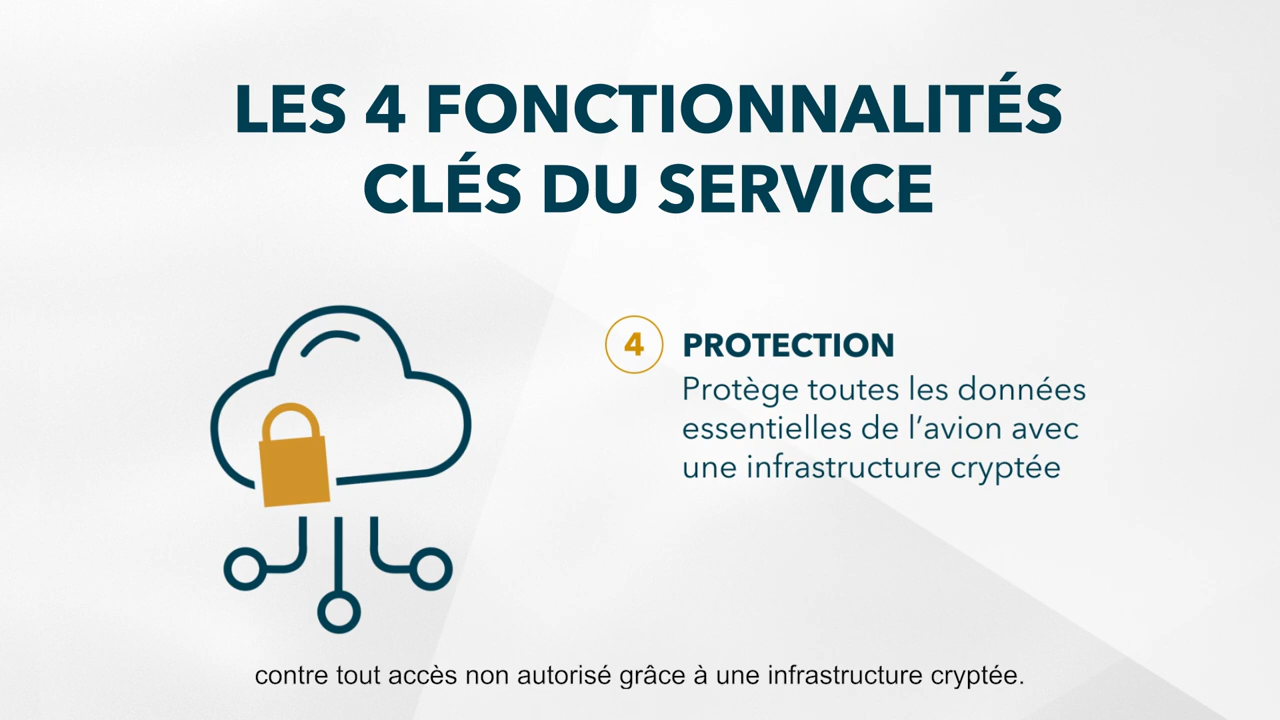 LES 4 FONCTIONNALITÉS
CLÉS DU SERVICE
4 PROTECTION
Protège toutes les données
essentielles de l’avion avec
une infrastructure cryptée
contre tout accès non autorisé grâce à une infrastructure cryptée.